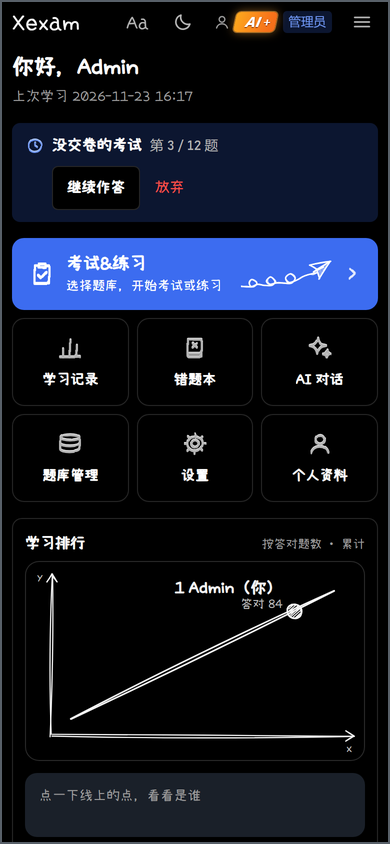 Xexam Aa AI+ 管理员
你好，Admin
上次学习 2026-11-23 16:17
没交卷的考试 第 3 / 12 题
继续作答 放弃
考试&练习
选择题库，开始考试或练习
学习记录 错题本 AI 对话
题库管理 设置 个人资料
学习排行 按答对题数 · 累计
y
1 Admin（你）
答对 84
x
点一下线上的点，看看是谁